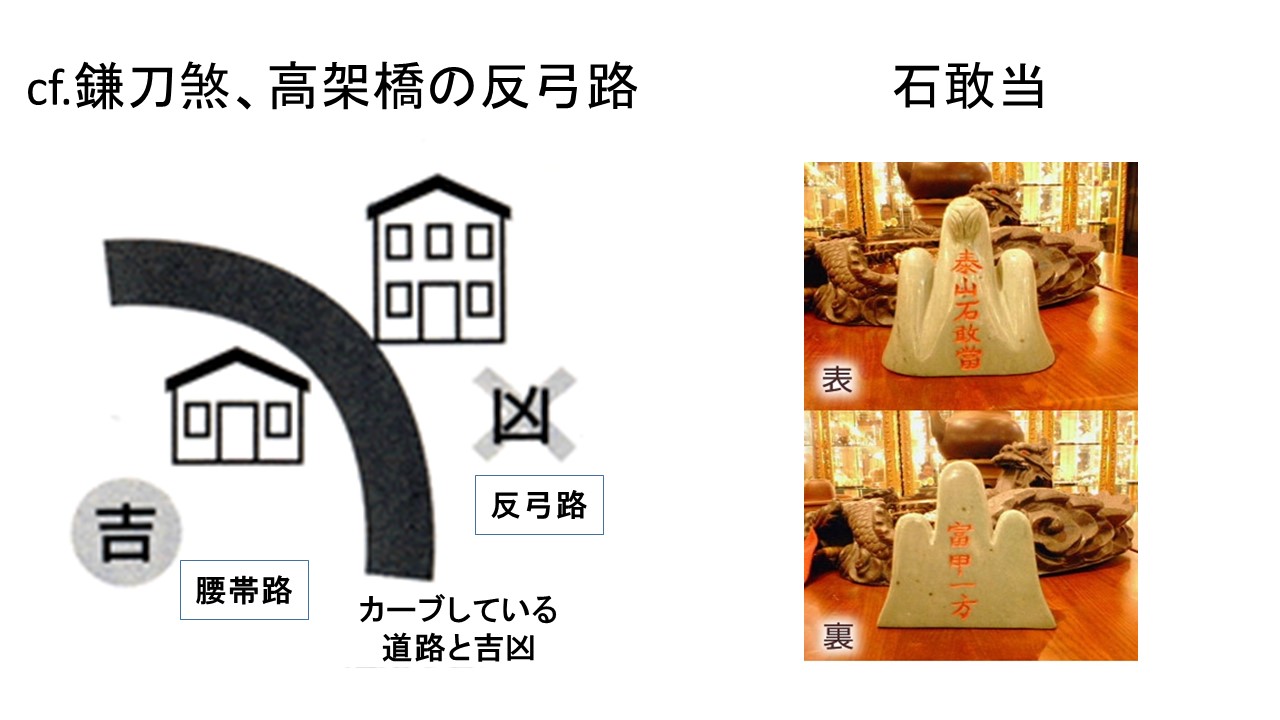 cf.鎌刀煞、高架橋の反弓路
石敢当
凶
反弓路
吉
腰帯路
カーブしている
道路と吉凶
泰山石敢當
表
富甲一方
裏